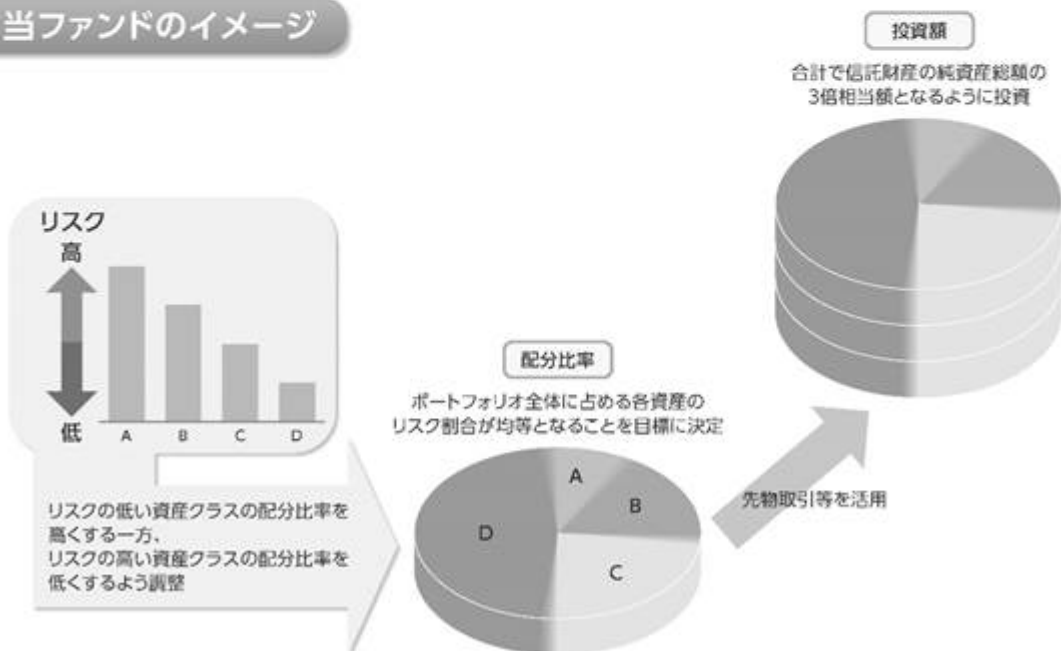 当ファンドのイメージ
投資額
合計で信託財産の純資産総額の
3倍相当額となるように投資
リスク
高
低
A B C D
リスクの低い資産クラスの配分比率を
高くする一方、
リスクの高い資産クラスの配分比率を
低くするよう調整
配分比率
ポートフォリオ全体に占める各資産の
リスク割合が均等となることを目標に決定
A
B
C
D
先物取引等を活用